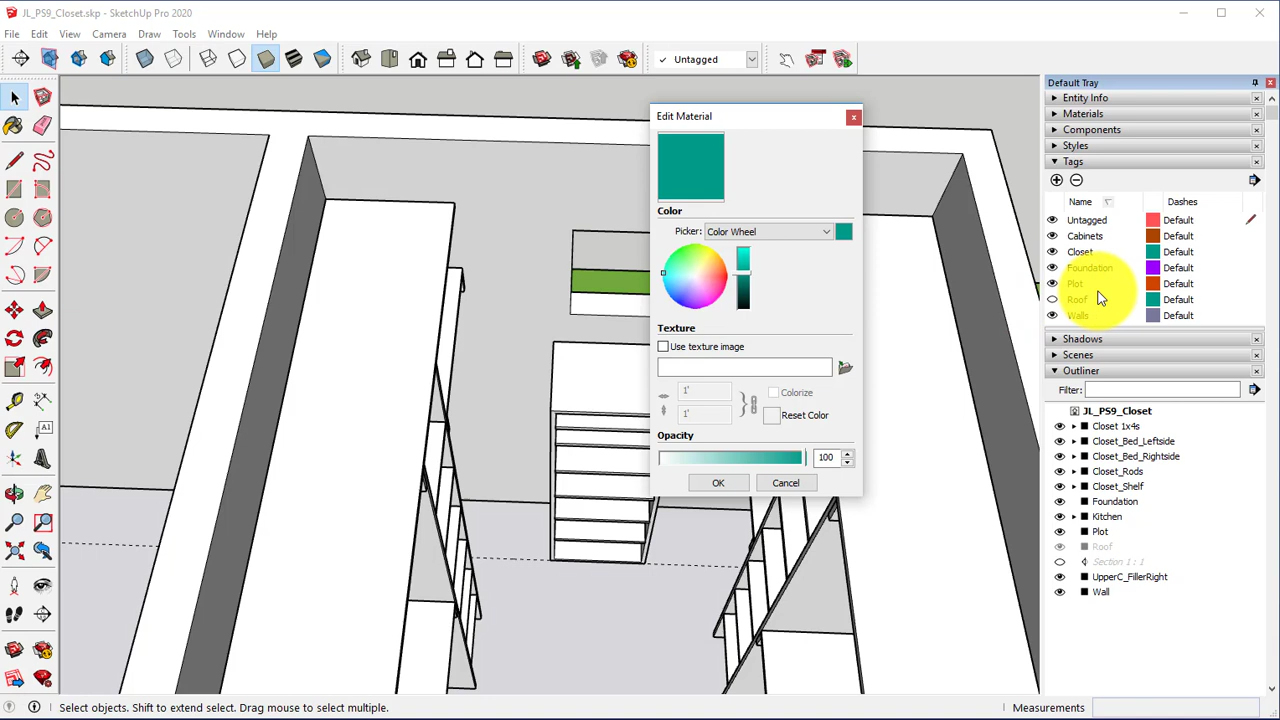 JL_PS9_Closet.skp - SketchUp Pro 2020
File Edit View Camera Draw Tools Window Help
Untagged
Default Tray
Entity Info
Materials
Components
Styles
Tags
Name Dashes
Untagged Default
Cabinets Default
Closet Default
Foundation Default
Plot Default
Roof Default
Walls Default
Shadows
Scenes
Outliner
Filter:
JL_PS9_Closet
Closet 1x4s
Closet_Bed_Leftside
Closet_Bed_Rightside
Closet_Rods
Closet_Shelf
Foundation
Kitchen
Plot
Roof
Section 1 : 1
UpperC_FillerRight
Wall
Edit Material
Color
Picker: Color Wheel
Texture
Use texture image
1'
Colorize
1'
Reset Color
Opacity
100
OK Cancel
A1
Select objects. Shift to extend select. Drag mouse to select multiple.
Measurements